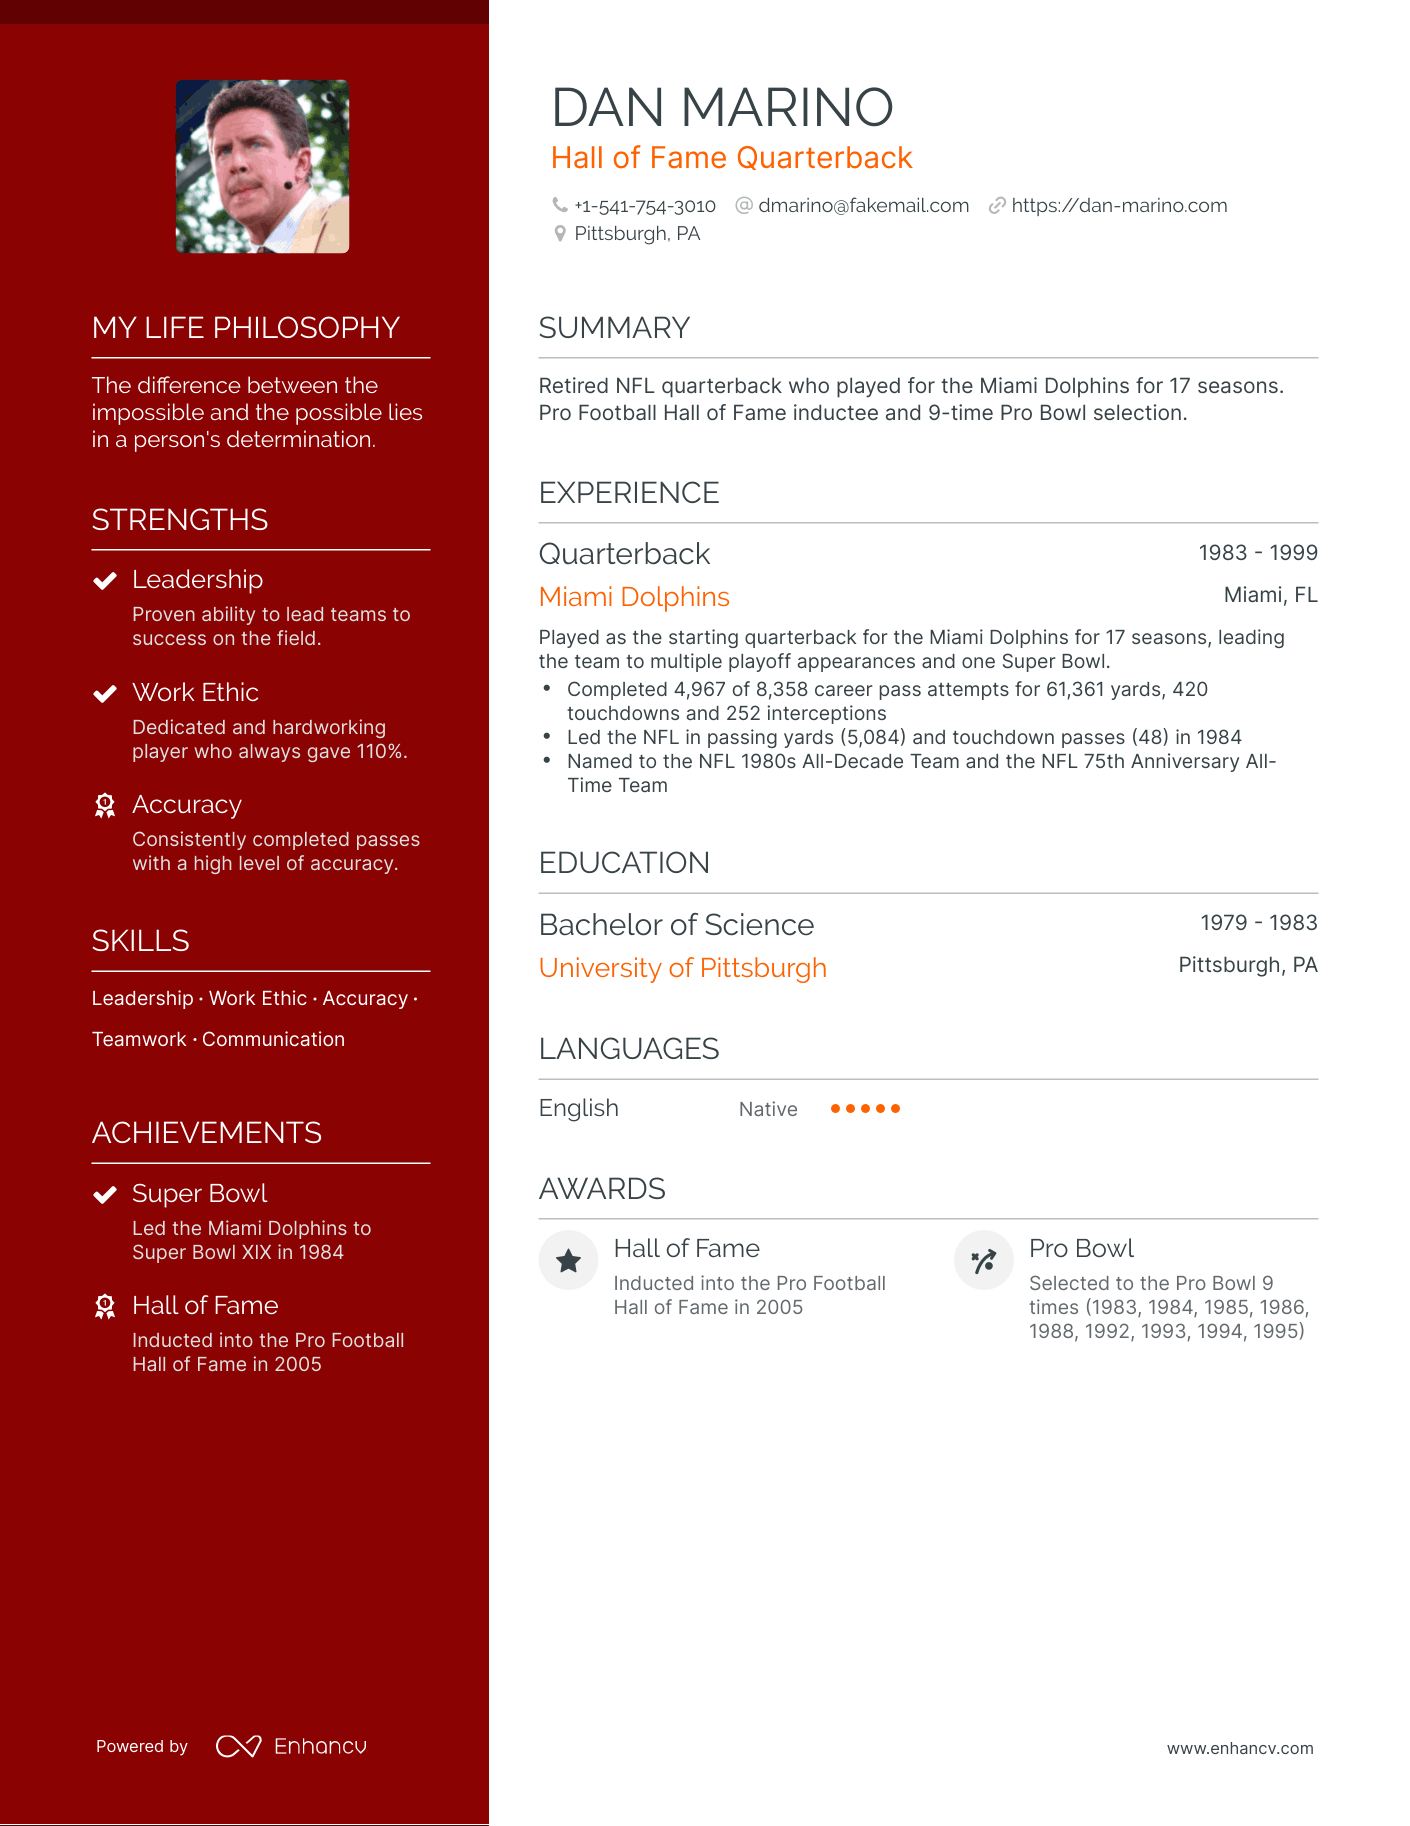 DAN MARINO
Hall of Fame Quarterback
+1-541-754-3010 dmarino@fakemail.com https://dan-marino.com
Pittsburgh, PA
MY LIFE PHILOSOPHY
The difference between the
impossible and the possible lies
in a person's determination.
STRENGTHS
Leadership
Proven ability to lead teams to
success on the field.
Work Ethic
Dedicated and hardworking
player who always gave 110%.
Accuracy
Consistently completed passes
with a high level of accuracy.
SKILLS
Leadership · Work Ethic · Accuracy ·
Teamwork · Communication
ACHIEVEMENTS
Super Bowl
Led the Miami Dolphins to
Super Bowl XIX in 1984
Hall of Fame
Inducted into the Pro Football
Hall of Fame in 2005
SUMMARY
Retired NFL quarterback who played for the Miami Dolphins for 17 seasons.
Pro Football Hall of Fame inductee and 9-time Pro Bowl selection.
EXPERIENCE
Quarterback 1983 - 1999
Miami Dolphins Miami, FL
Played as the starting quarterback for the Miami Dolphins for 17 seasons, leading
the team to multiple playoff appearances and one Super Bowl.
• Completed 4,967 of 8,358 career pass attempts for 61,361 yards, 420
touchdowns and 252 interceptions
• Led the NFL in passing yards (5,084) and touchdown passes (48) in 1984
• Named to the NFL 1980s All-Decade Team and the NFL 75th Anniversary All-
Time Team
EDUCATION
Bachelor of Science 1979 - 1983
University of Pittsburgh Pittsburgh, PA
LANGUAGES
English Native
AWARDS
Hall of Fame
Inducted into the Pro Football
Hall of Fame in 2005
Pro Bowl
Selected to the Pro Bowl 9
times (1983, 1984, 1985, 1986,
1988, 1992, 1993, 1994, 1995)
Powered by Enhancv
www.enhancv.com